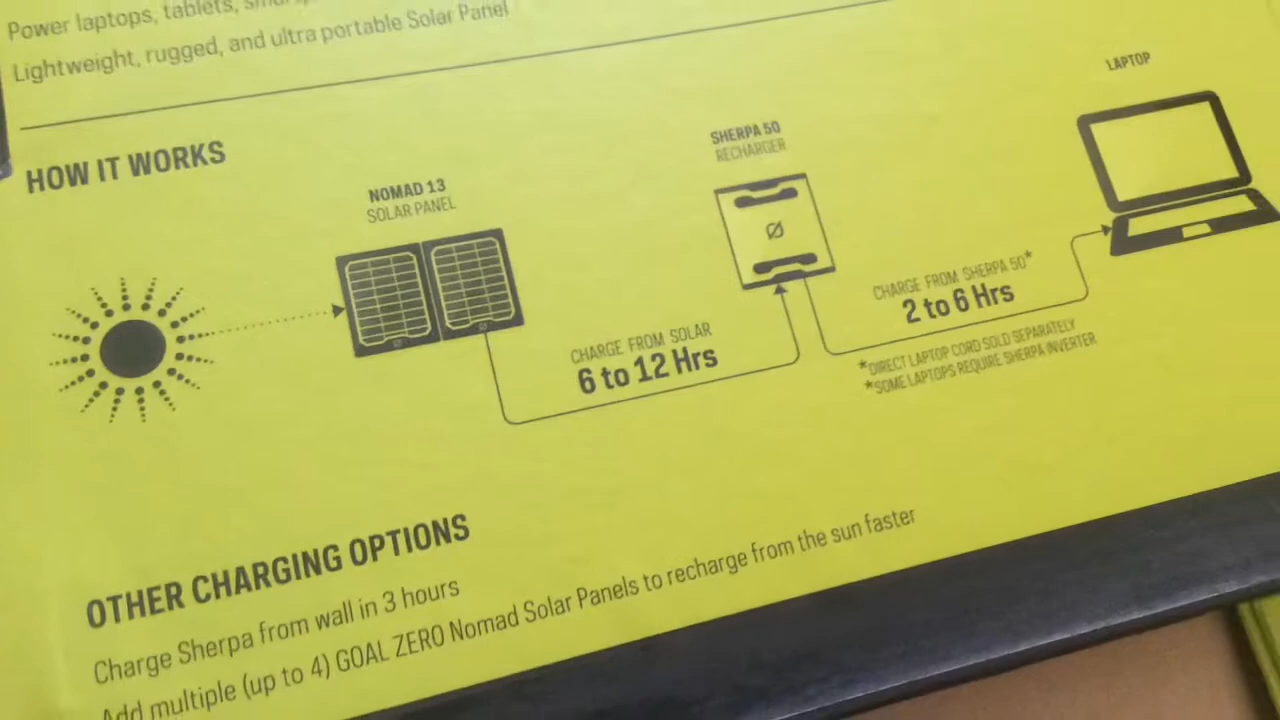 Power laptops, tablets,
Lightweight, rugged, and ultra portable Solar Panel
HOW IT WORKS
NOMAD 13
SOLAR PANEL
SHERPA 50
RECHARGER
LAPTOP
CHARGE FROM SOLAR
6 to 12 Hrs
CHARGE FROM SHERPA 50*
2 to 6 Hrs
*DIRECT LAPTOP CORD SOLD SEPARATELY
*SOME LAPTOPS REQUIRE SHERPA INVERTER
OTHER CHARGING OPTIONS
Charge Sherpa from wall in 3 hours
Add multiple (up to 4) GOAL ZERO Nomad Solar Panels to recharge from the sun faster